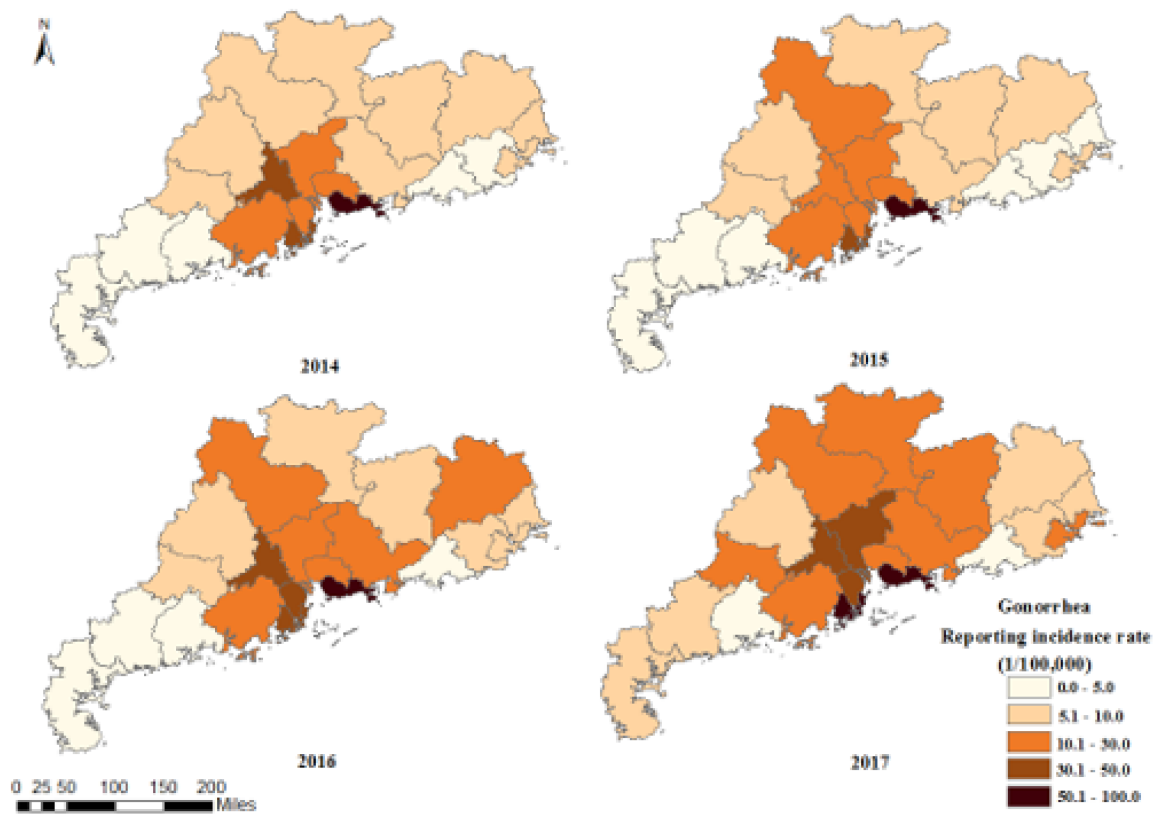 N
2014
2015
2016
2017
Gonorrhea
Reporting incidence rate
(1/100,000)
0.0 - 5.0
5.1 - 10.0
10.1 - 30.0
30.1 - 50.0
50.1 - 100.0
0 25 50 100 150 200
Miles